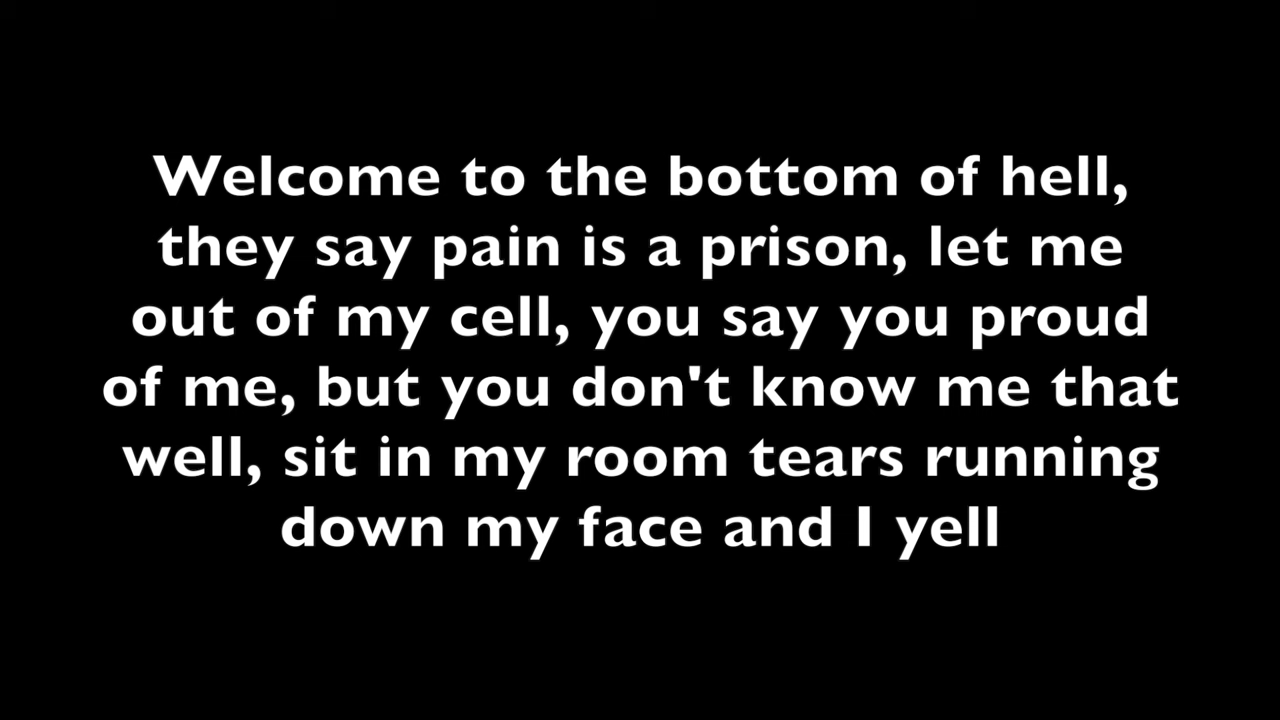 Welcome to the bottom of hell,
they say pain is a prison, let me
out of my cell, you say you proud
of me, but you don't know me that
well, sit in my room tears running
down my face and I yell